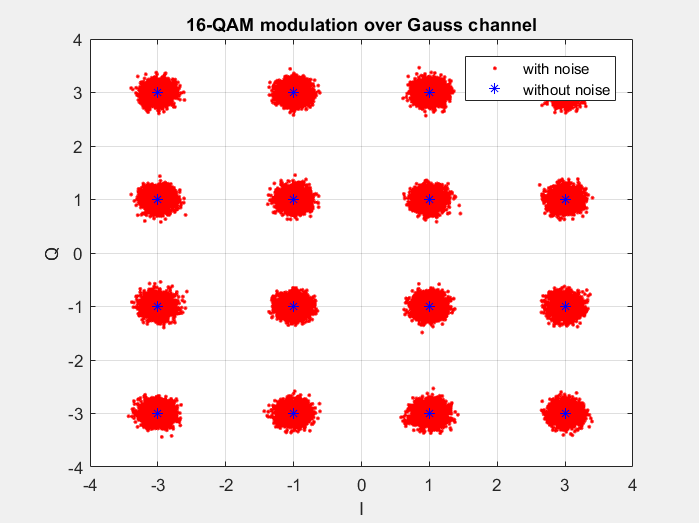 16-QAM modulation over Gauss channel
with noise
without noise
4
3
2
1
0
-1
-2
-3
-4
Q
-4 -3 -2 -1 0 1 2 3 4
I